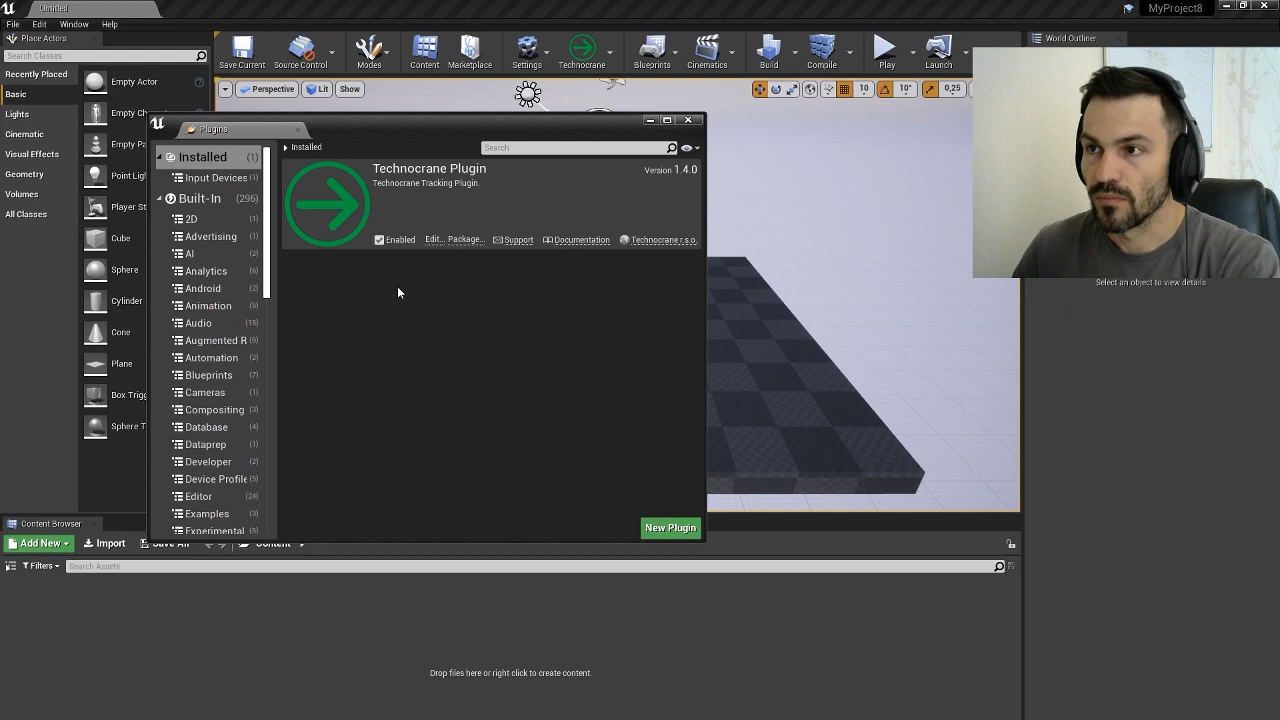 Untitled
MyProject8
File Edit Window Help
Place Actors
World Outliner
Search Classes
Save Current
Source Control
Modes
Content
Marketplace
Settings
Technocrane
Blueprints
Cinematics
Build
Compile
Play
Launch
Recently Placed
Basic
Lights
Cinematic
Visual Effects
Geometry
Volumes
All Classes
Empty Actor
Empty Ch
Empty Pa
Point Lig
Player St
Cube
Sphere
Cylinder
Cone
Plane
Box Trigg
Sphere T
Perspective Lit Show
10 10° 0,25
Plugins
Installed (1)
Input Devices (1)
Built-In (296)
2D (1)
Advertising (1)
AI (2)
Analytics (6)
Android (2)
Animation (5)
Audio (15)
Augmented R (9)
Automation (2)
Blueprints (7)
Cameras (1)
Compositing (3)
Database (4)
Dataprep (1)
Developer (2)
Device Profile (5)
Editor (24)
Examples (3)
Experimental (5)
Installed
Search
Technocrane Plugin
Version 1.4.0
Technocrane Tracking Plugin.
Enabled Edit... Package... Support Documentation Technocrane r.s.o.
New Plugin
Select an object to view details
Content Browser
Add New Import Save All Content
Filters Search Assets
Drop files here or right click to create content.